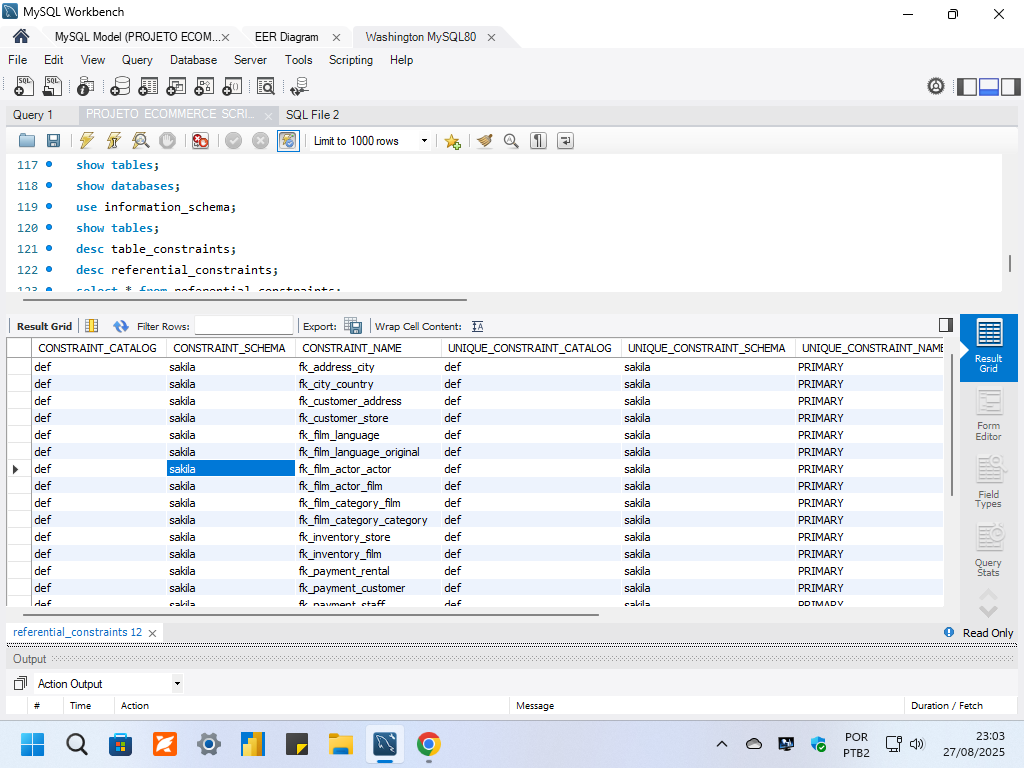 MySQL Workbench
MySQL Model (PROJETO ECOM...
EER Diagram
Washington MySQL80
File Edit View Query Database Server Tools Scripting Help
Query 1
PROJETO ECOMMERCE SCRI...
SQL File 2
Limit to 1000 rows
117 show tables;
118 show databases;
119 use information_schema;
120 show tables;
121 desc table_constraints;
122 desc referential_constraints;
123 select * from referential_constraints;
Result Grid Filter Rows: Export: Wrap Cell Content:
CONSTRAINT_CATALOG CONSTRAINT_SCHEMA CONSTRAINT_NAME UNIQUE_CONSTRAINT_CATALOG UNIQUE_CONSTRAINT_SCHEMA UNIQUE_CONSTRAINT_NAME
def sakila fk_address_city def sakila PRIMARY
def sakila fk_city_country def sakila PRIMARY
def sakila fk_customer_address def sakila PRIMARY
def sakila fk_customer_store def sakila PRIMARY
def sakila fk_film_language def sakila PRIMARY
def sakila fk_film_language_original def sakila PRIMARY
def sakila fk_film_actor_actor def sakila PRIMARY
def sakila fk_film_actor_film def sakila PRIMARY
def sakila fk_film_category_film def sakila PRIMARY
def sakila fk_film_category_category def sakila PRIMARY
def sakila fk_inventory_store def sakila PRIMARY
def sakila fk_inventory_film def sakila PRIMARY
def sakila fk_payment_rental def sakila PRIMARY
def sakila fk_payment_customer def sakila PRIMARY
def sakila fk_payment_staff def sakila PRIMARY
Result
Grid
Form
Editor
Field
Types
Query
Stats
referential_constraints 12
Read Only
Output
Action Output
# Time Action Message Duration / Fetch
POR
PTB2
23:03
27/08/2025